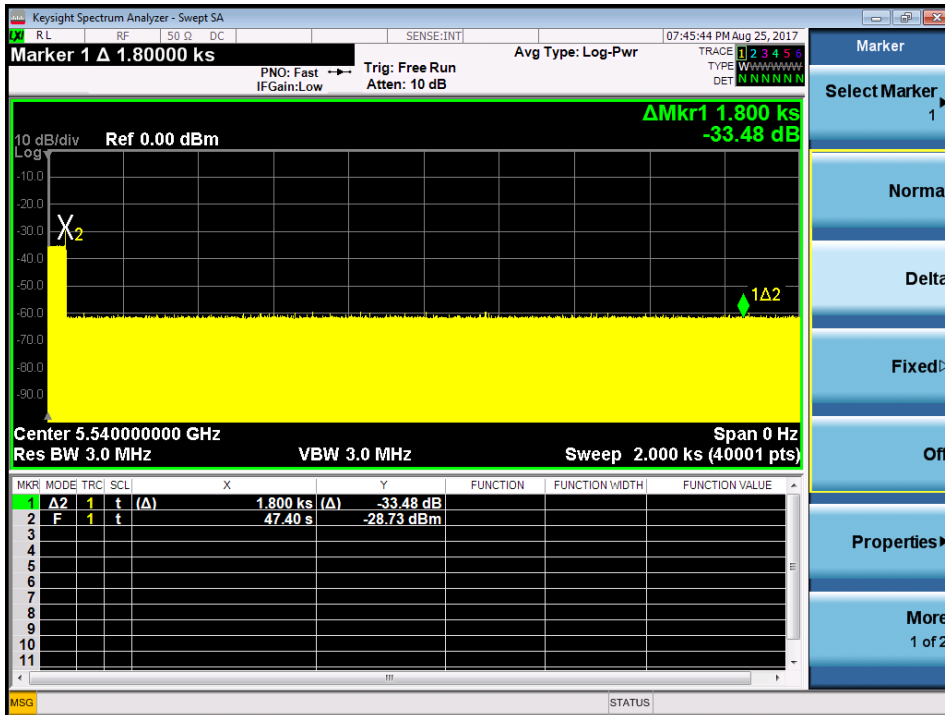 Keysight Spectrum Analyzer - Swept SA
LXI RL RF 50 Ω DC SENSE:INT 07:45:44 PM Aug 25, 2017
Marker 1 Δ 1.80000 ks
PNO: Fast
IFGain:Low
Trig: Free Run
Atten: 10 dB
Avg Type: Log-Pwr
TRACE 1 2 3 4 5 6
TYPE W
DET N N N N N N
ΔMkr1 1.800 ks
-33.48 dB
10 dB/div Ref 0.00 dBm
Log
-10.0
-20.0
-30.0
-40.0
-50.0
-60.0
-70.0
-80.0
-90.0
2
1Δ2
Center 5.540000000 GHz Span 0 Hz
Res BW 3.0 MHz VBW 3.0 MHz Sweep 2.000 ks (40001 pts)
MKR MODE TRC SCL X Y FUNCTION FUNCTION WIDTH FUNCTION VALUE
1 Δ2 1 t (Δ) 1.800 ks (Δ) -33.48 dB
2 F 1 t 47.40 s -28.73 dBm
3
4
5
6
7
8
9
10
11
MSG STATUS
Marker
Select Marker
1
Norma
Delta
Fixed
Off
Properties
More
1 of 2